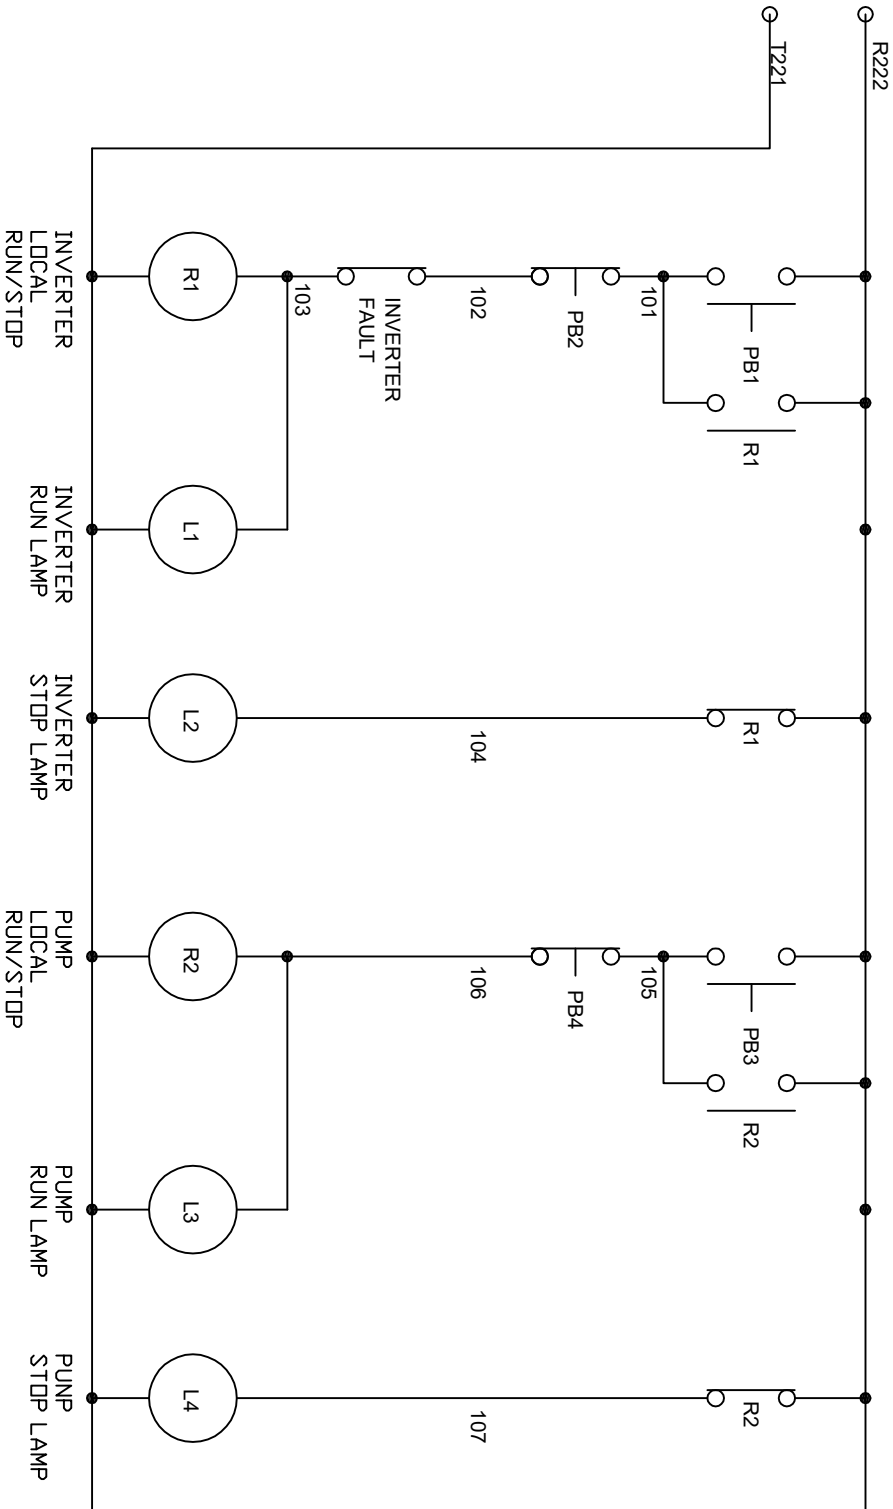 R222
T221
PB1
R1
101
PB2
102
INVERTER
FAULT
103
R1
INVERTER
LOCAL
RUN/STOP
L1
INVERTER
RUN LAMP
R1
104
L2
INVERTER
STOP LAMP
PB3
R2
105
PB4
106
R2
PUMP
LOCAL
RUN/STOP
L3
PUMP
RUN LAMP
R2
107
L4
PUNP
STOP LAMP